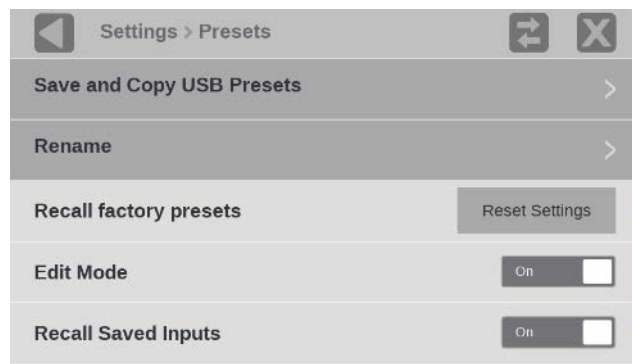 Settings > Presets
Save and Copy USB Presets
Rename
Recall factory presets Reset Settings
Edit Mode On
Recall Saved Inputs On